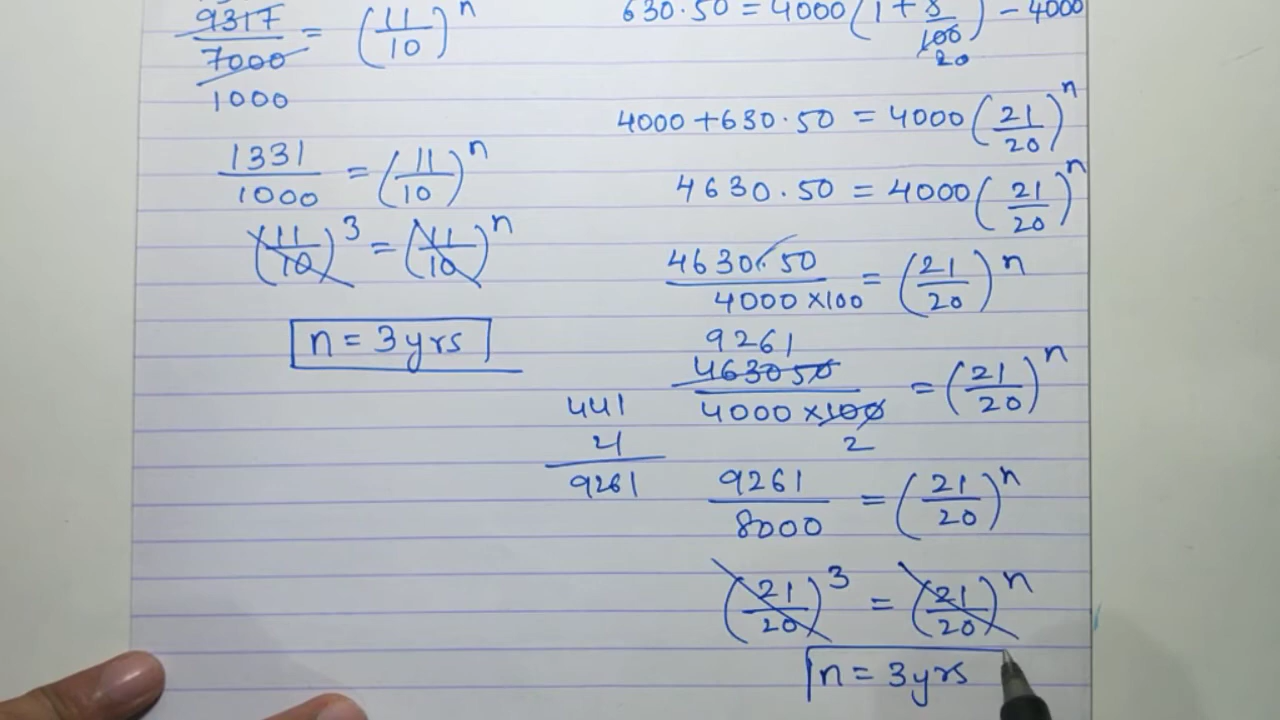 9317/7000 = (11/10)^n
1000
1331/1000 = (11/10)^n
(11/10)^3 = (11/10)^n
n = 3yrs
630.50 = 4000(1 + 5/100) - 4000
20
4000 + 630.50 = 4000(21/20)^n
4630.50 = 4000(21/20)^n
4630.50/4000 × 100 = (21/20)^n
9261
463050/4000 × 100 = (21/20)^n
2
441
21
9261
9261/8000 = (21/20)^n
(21/20)^3 = (21/20)^n
n = 3yrs